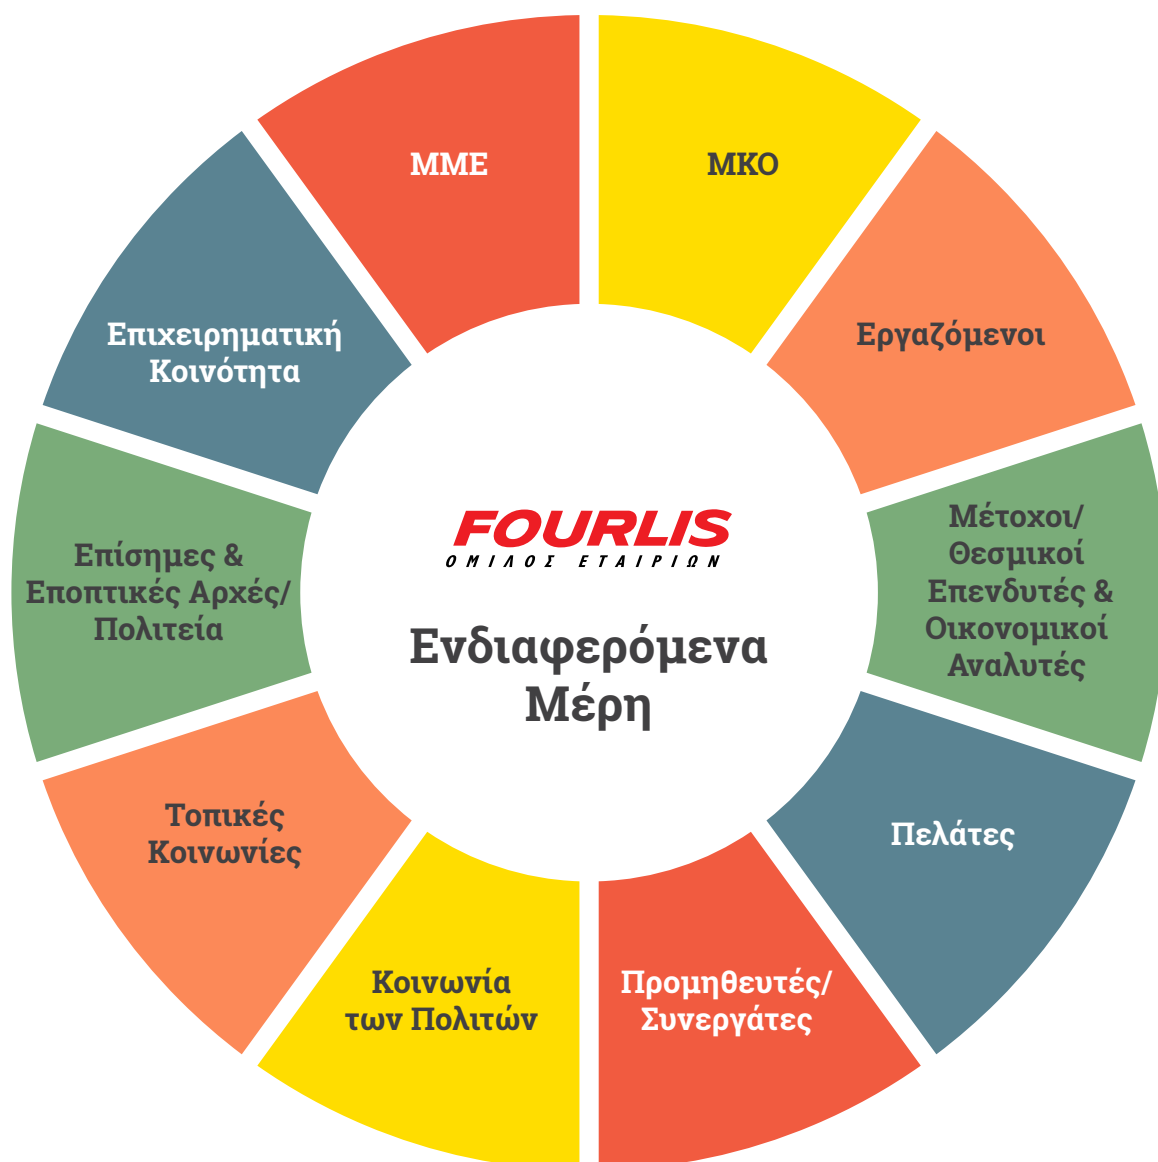 ΜΜΕ
ΜΚΟ
Εργαζόμενοι
Μέτοχοι/
Θεσμικοί
Επενδυτές &
Οικονομικοί
Αναλυτές
Πελάτες
Προμηθευτές/
Συνεργάτες
Κοινωνία
των Πολιτών
Τοπικές
Κοινωνίες
Επίσημες &
Εποπτικές Αρχές/
Πολιτεία
Επιχειρηματική
Κοινότητα
FOURLIS
ΟΜΙΛΟΣ ΕΤΑΙΡΙΩΝ
Ενδιαφερόμενα
Μέρη